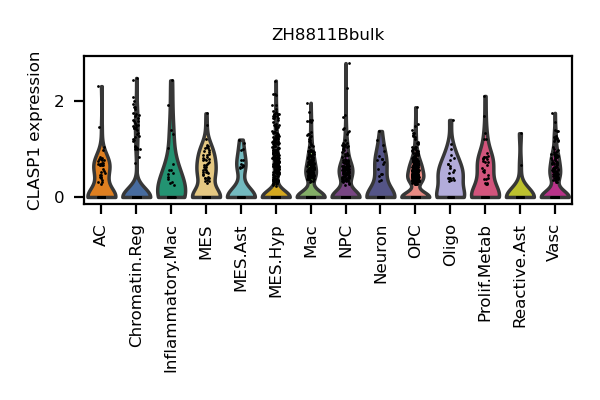 ZH8811Bbulk
CLASP1 expression
2
0
AC
Chromatin.Reg
Inflammatory.Mac
MES
MES.Ast
MES.Hyp
Mac
NPC
Neuron
OPC
Oligo
Prolif.Metab
Reactive.Ast
Vasc